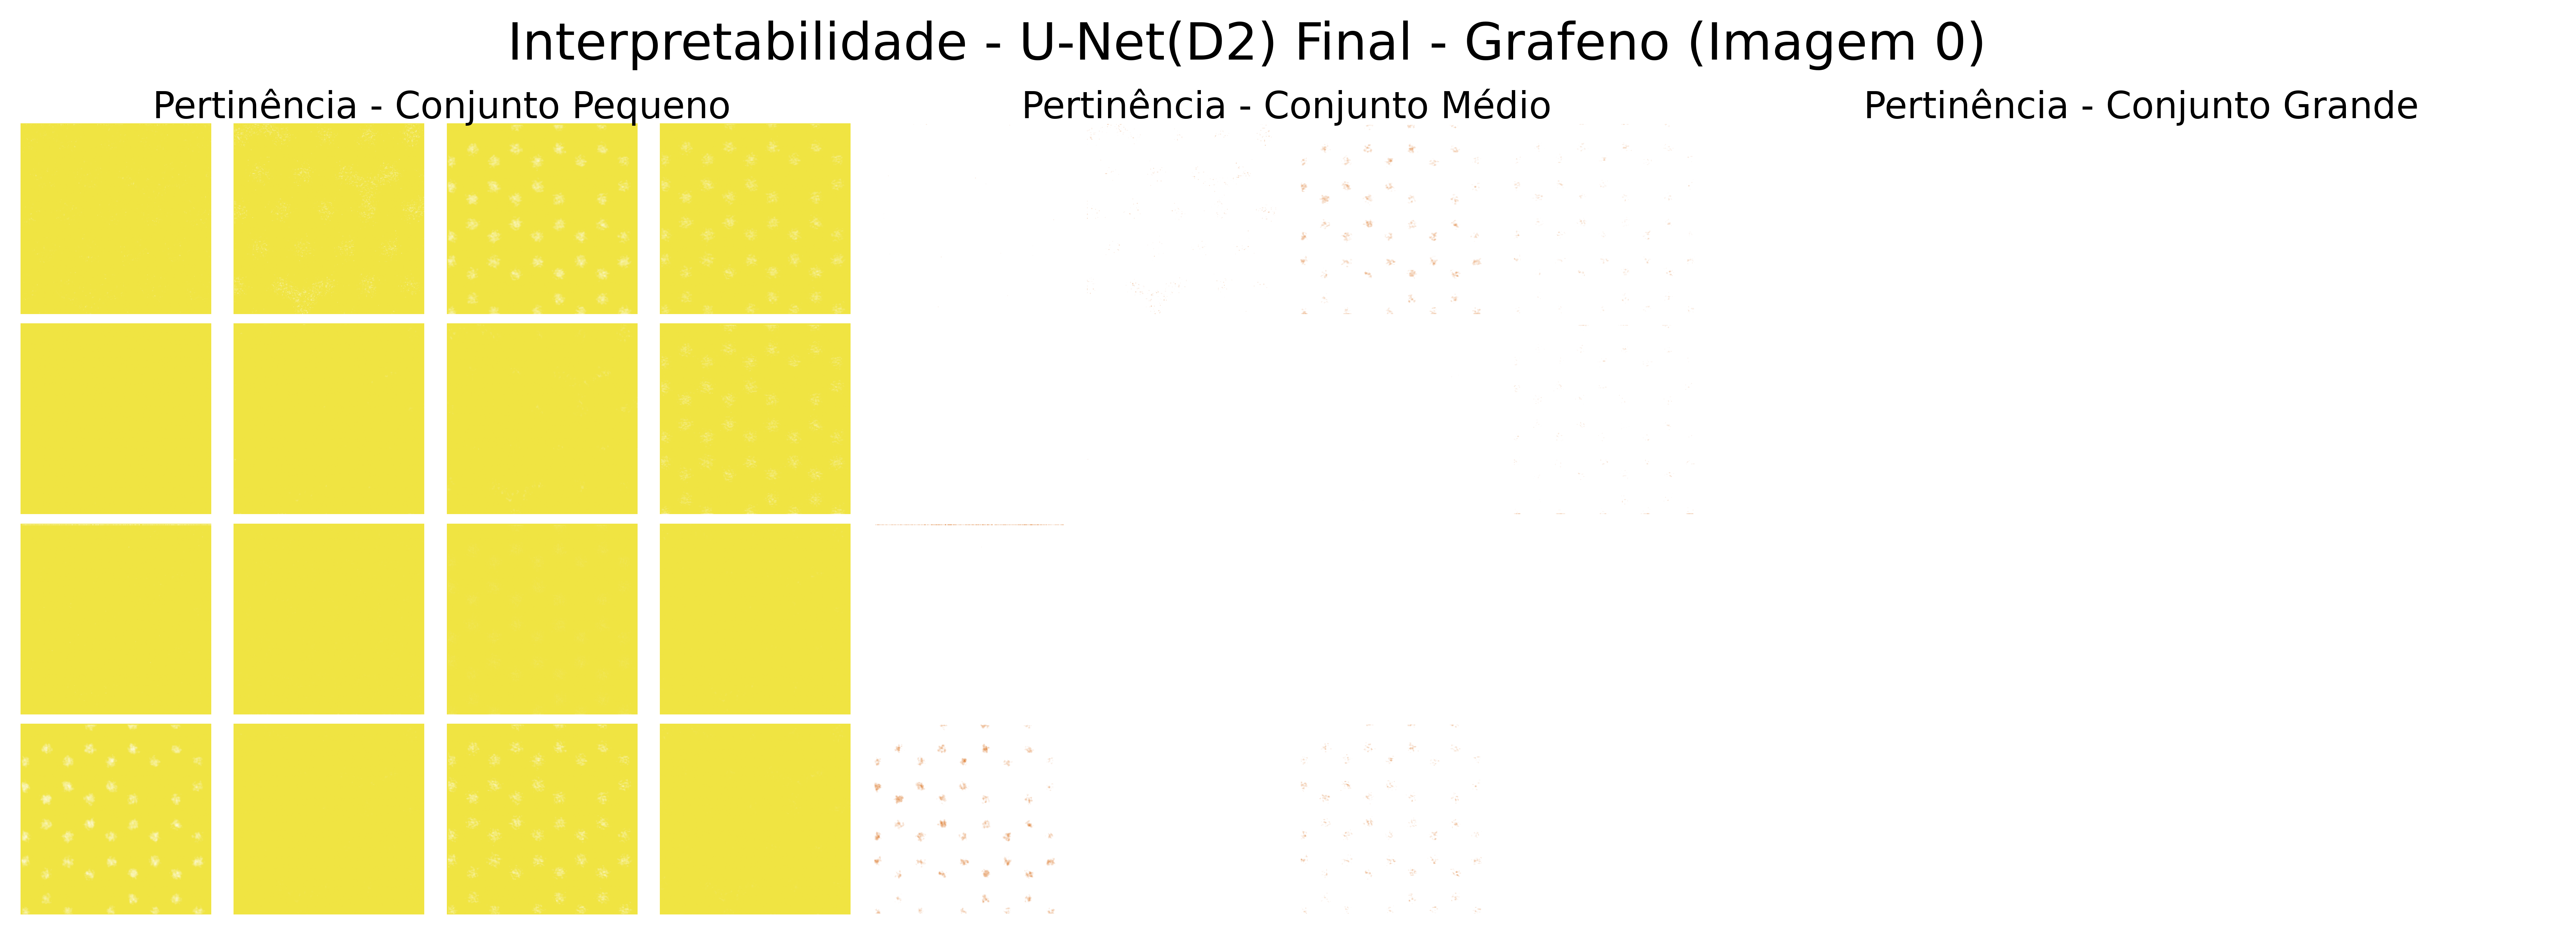 Interpretabilidade - U-Net(D2) Final - Grafeno (Imagem 0)
Pertinência - Conjunto Pequeno
Pertinência - Conjunto Médio
Pertinência - Conjunto Grande